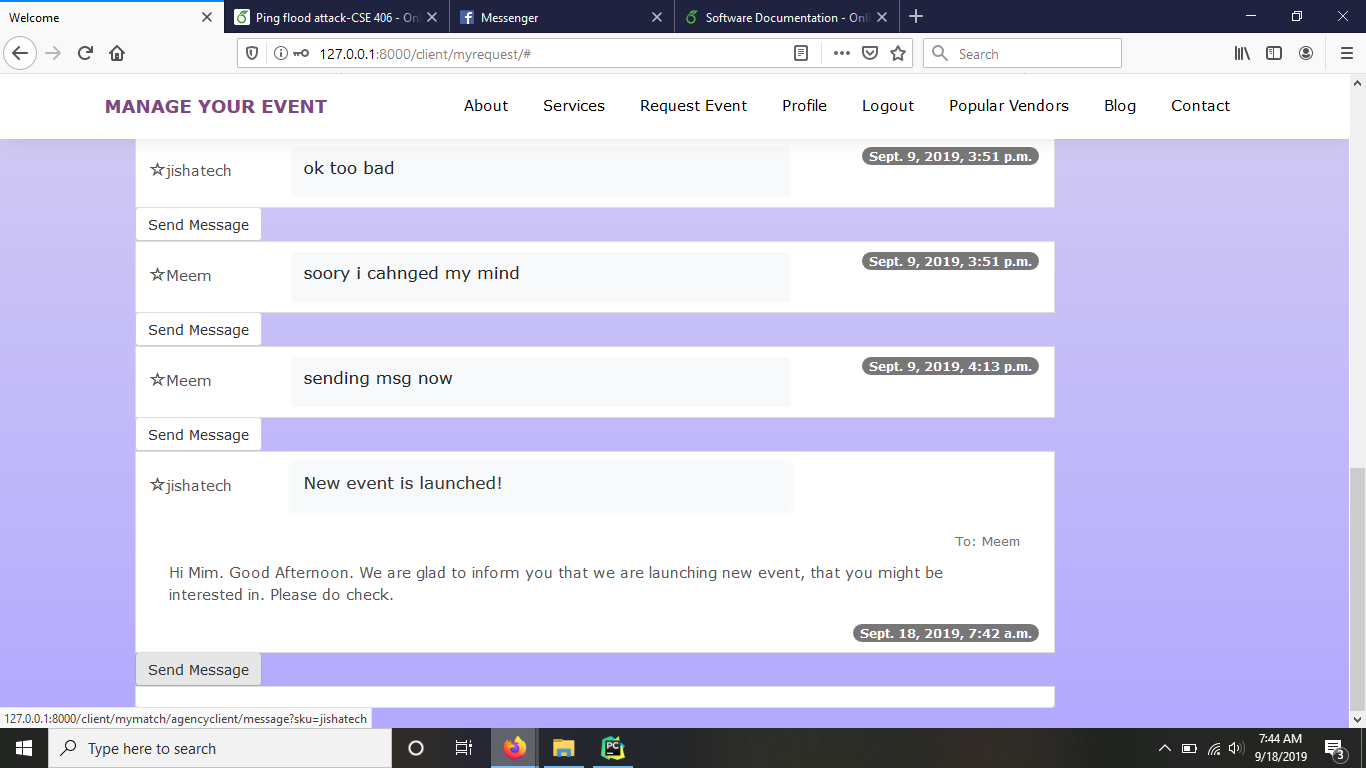 Welcome
Ping flood attack-CSE 406 - Onl
Messenger
Software Documentation - Onli
127.0.0.1:8000/client/myrequest/#
Search
MANAGE YOUR EVENT
About Services Request Event Profile Logout Popular Vendors Blog Contact
☆jishatech ok too bad Sept. 9, 2019, 3:51 p.m.
Send Message
☆Meem soory i cahnged my mind Sept. 9, 2019, 3:51 p.m.
Send Message
☆Meem sending msg now Sept. 9, 2019, 4:13 p.m.
Send Message
☆jishatech New event is launched!
To: Meem
Hi Mim. Good Afternoon. We are glad to inform you that we are launching new event, that you might be
interested in. Please do check.
Sept. 18, 2019, 7:42 a.m.
Send Message
127.0.0.1:8000/client/mymatch/agencyclient/message?sku=jishatech
Type here to search
PC
7:44 AM
9/18/2019
3